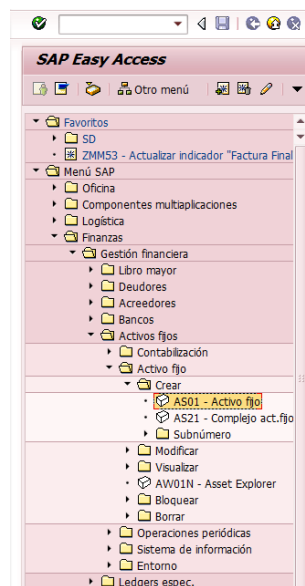 SAP Easy Access
Otro menú
Favoritos
SD
ZMM53 - Actualizar indicador "Factura Final
Menú SAP
Oficina
Componentes multiaplicaciones
Logística
Finanzas
Gestión financiera
Libro mayor
Deudores
Acreedores
Bancos
Activos fijos
Contabilización
Activo fijo
Crear
AS01 - Activo fijo
AS21 - Complejo act.fijo
Subnúmero
Modificar
Visualizar
AW01N - Asset Explorer
Bloquear
Borrar
Operaciones periódicas
Sistema de información
Entorno
Ledgers espec.